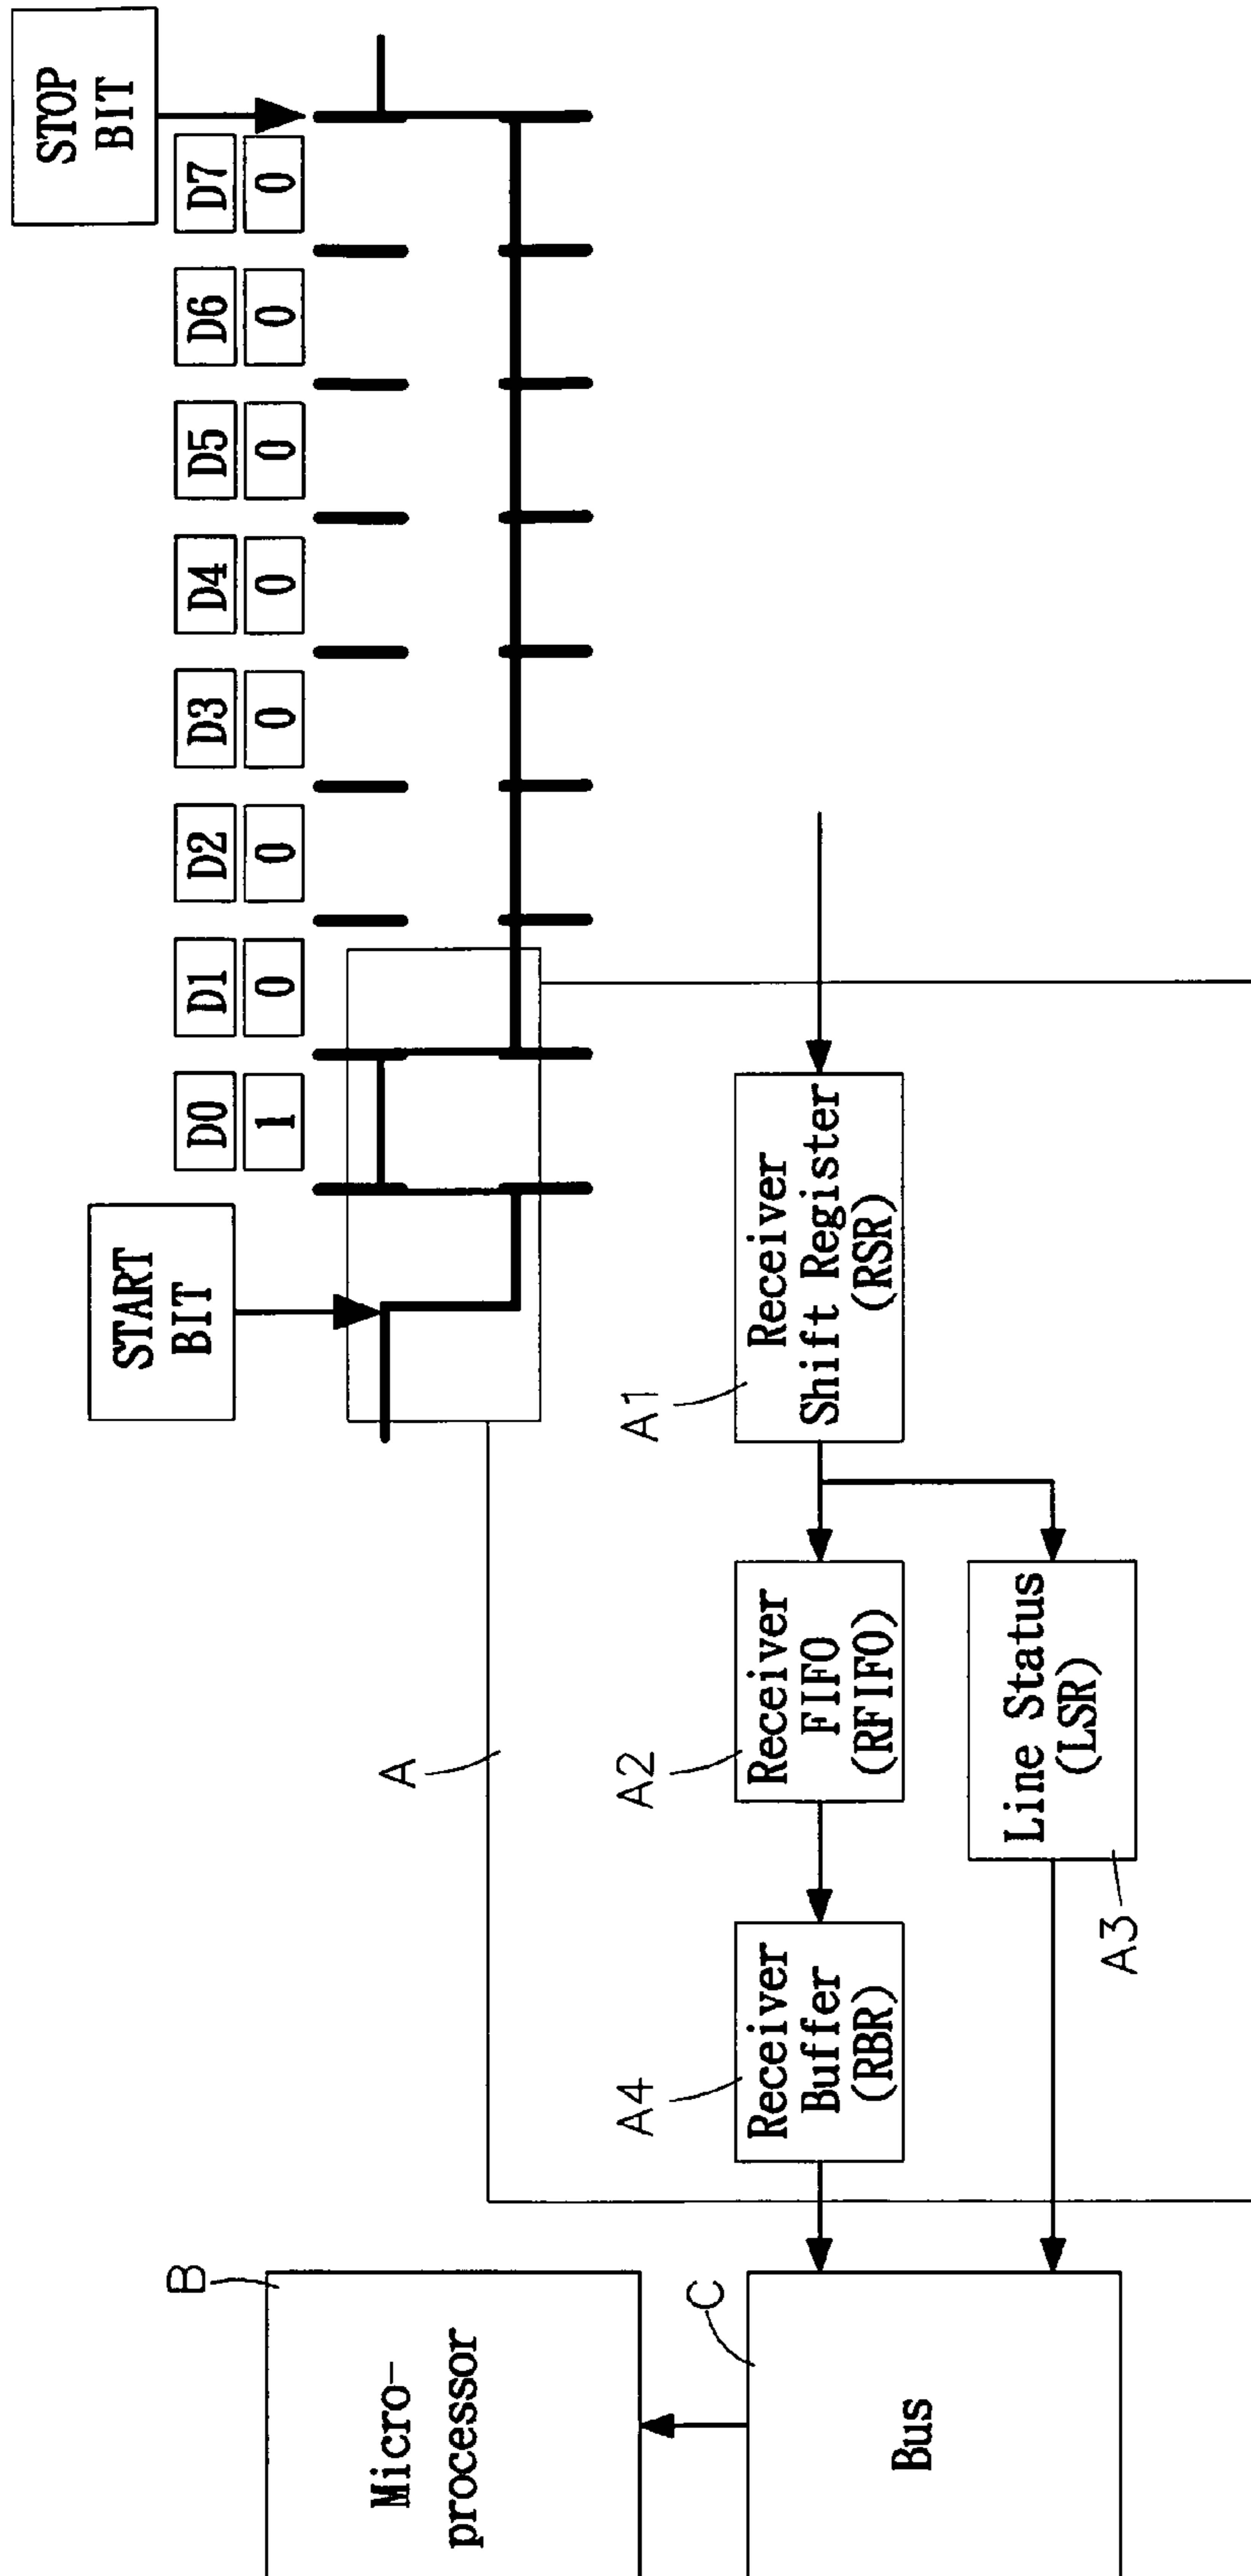 STOP
BIT
START
BIT
D0
D1
D2
D3
D4
D5
D6
D7
1
0
0
0
0
0
0
0
A
B
Micro-
processor
C
Bus
A4
Receiver
Buffer
(RBR)
A2
Receiver
FIFO
(RFIFO)
A1
Receiver
Shift Register
(RSR)
Line Status
(LSR)
A3